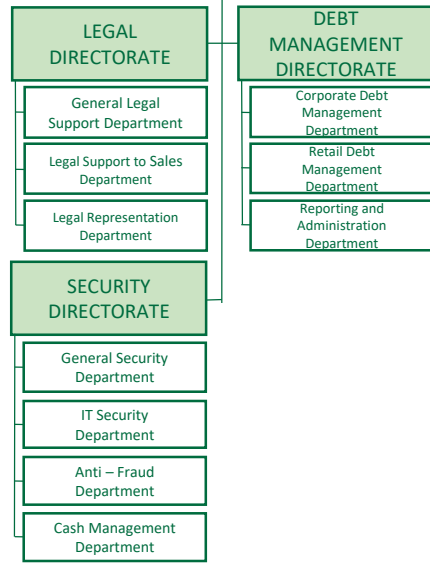 LEGAL
DIRECTORATE
General Legal
Support Department
Legal Support to Sales
Department
Legal Representation
Department
DEBT
MANAGEMENT
DIRECTORATE
Corporate Debt
Management
Department
Retail Debt
Management
Department
Reporting and
Administration
Department
SECURITY
DIRECTORATE
General Security
Department
IT Security
Department
Anti – Fraud
Department
Cash Management
Department